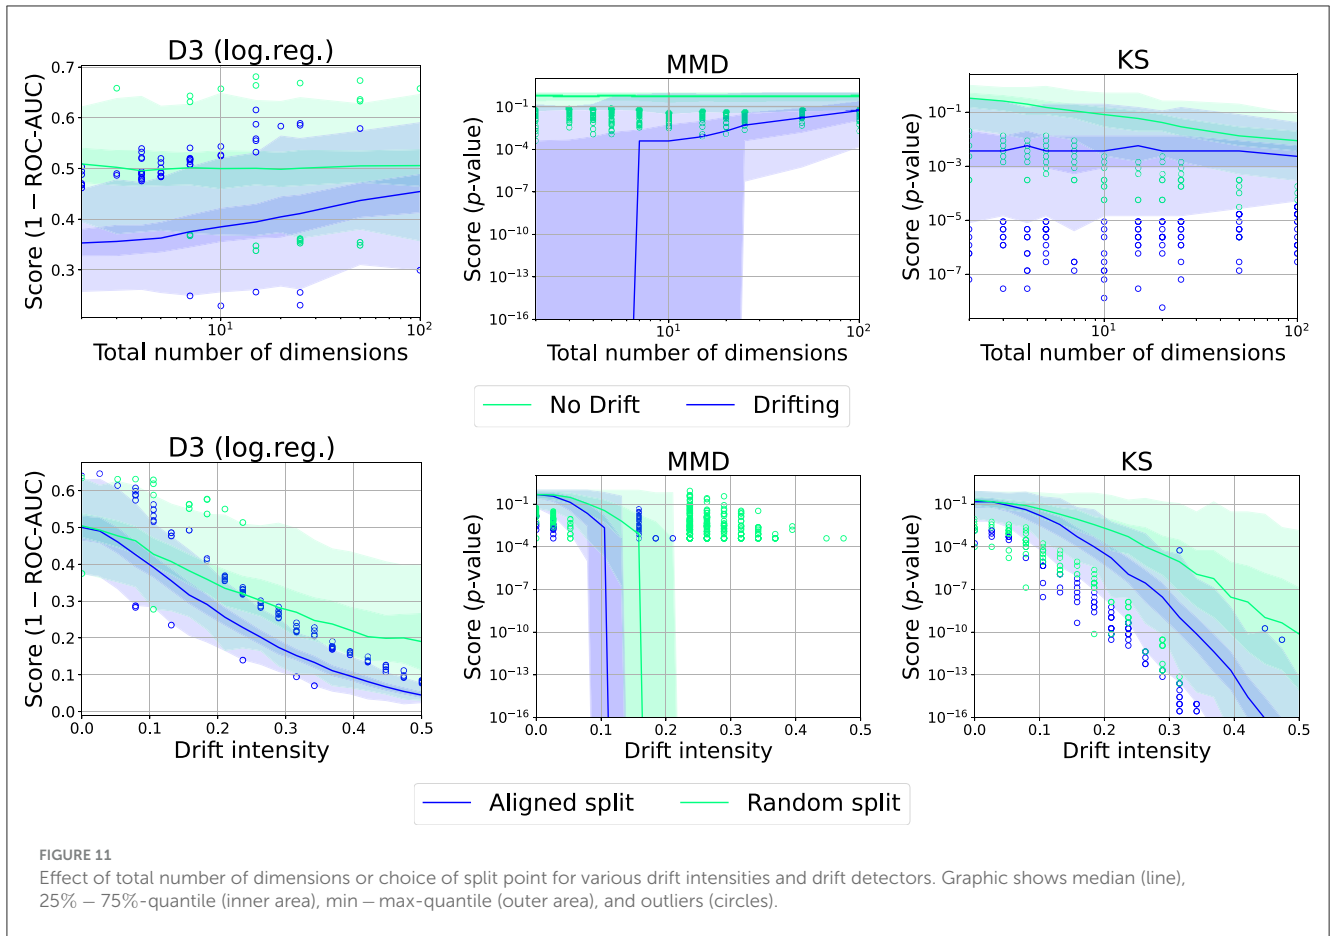 D3 (log.reg.)
MMD
KS
Score (1 − ROC-AUC)
0.7
0.6
0.5
0.4
0.3
10^1
10^2
Total number of dimensions
Score (p-value)
10^−1
10^−4
10^−7
10^−10
10^−13
10^−16
10^1
10^2
Total number of dimensions
Score (p-value)
10^−1
10^−3
10^−5
10^−7
10^1
10^2
Total number of dimensions
No Drift
Drifting
D3 (log.reg.)
MMD
KS
Score (1 − ROC-AUC)
0.6
0.5
0.4
0.3
0.2
0.1
0.0
0.0 0.1 0.2 0.3 0.4 0.5
Drift intensity
Score (p-value)
10^−1
10^−4
10^−7
10^−10
10^−13
10^−16
0.0 0.1 0.2 0.3 0.4 0.5
Drift intensity
Score (p-value)
10^−1
10^−4
10^−7
10^−10
10^−13
10^−16
0.0 0.1 0.2 0.3 0.4 0.5
Drift intensity
Aligned split
Random split
FIGURE 11
Effect of total number of dimensions or choice of split point for various drift intensities and drift detectors. Graphic shows median (line),
25% − 75%-quantile (inner area), min − max-quantile (outer area), and outliers (circles).